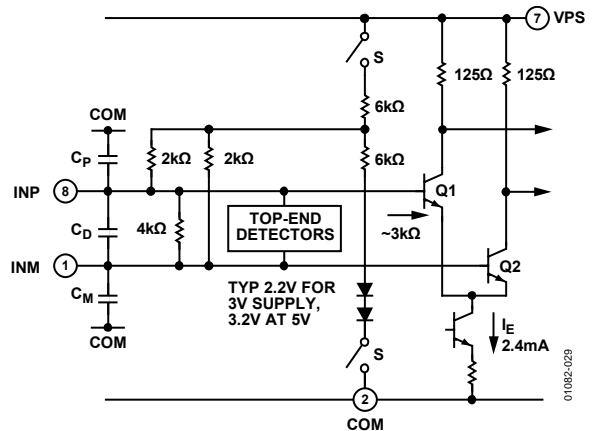 7 VPS
S
125Ω
125Ω
6kΩ
COM
CP
2kΩ
2kΩ
6kΩ
INP 8
Q1
CD
4kΩ
TOP-END
DETECTORS
~3kΩ
INM 1
Q2
CM
TYP 2.2V FOR
3V SUPPLY,
3.2V AT 5V
COM
IE
2.4mA
S
2
COM
01082-029